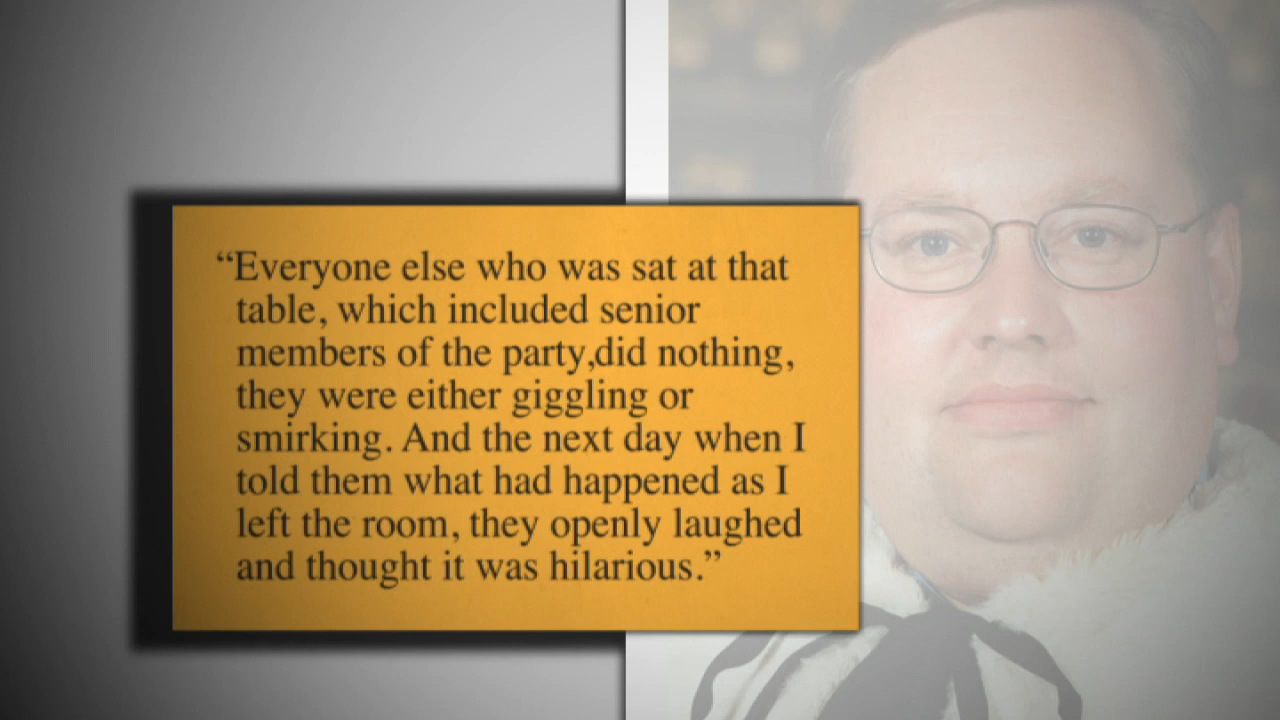 “Everyone else who was sat at that
table, which included senior
members of the party,did nothing,
they were either giggling or
smirking. And the next day when I
told them what had happened as I
left the room, they openly laughed
and thought it was hilarious.”